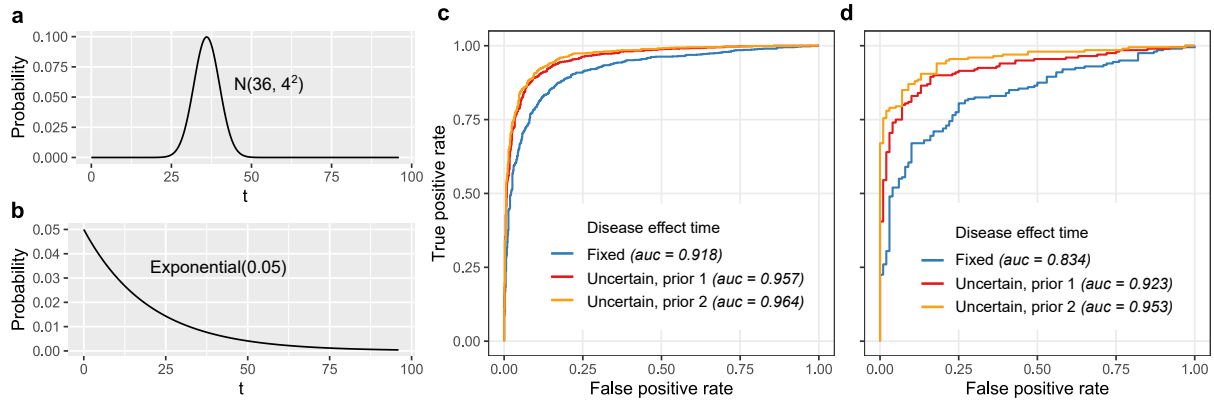 a
Probability
0.100
0.075
0.050
0.025
0.000
N(36, 4²)
0 25 50 75 100
t
b
Probability
0.05
0.04
0.03
0.02
0.01
0.00
Exponential(0.05)
0 25 50 75 100
t
c
True positive rate
1.00
0.75
0.50
0.25
0.00
Disease effect time
Fixed (auc = 0.918)
Uncertain, prior 1 (auc = 0.957)
Uncertain, prior 2 (auc = 0.964)
0.00 0.25 0.50 0.75 1.00
False positive rate
d
Disease effect time
Fixed (auc = 0.834)
Uncertain, prior 1 (auc = 0.923)
Uncertain, prior 2 (auc = 0.953)
0.00 0.25 0.50 0.75 1.00
False positive rate